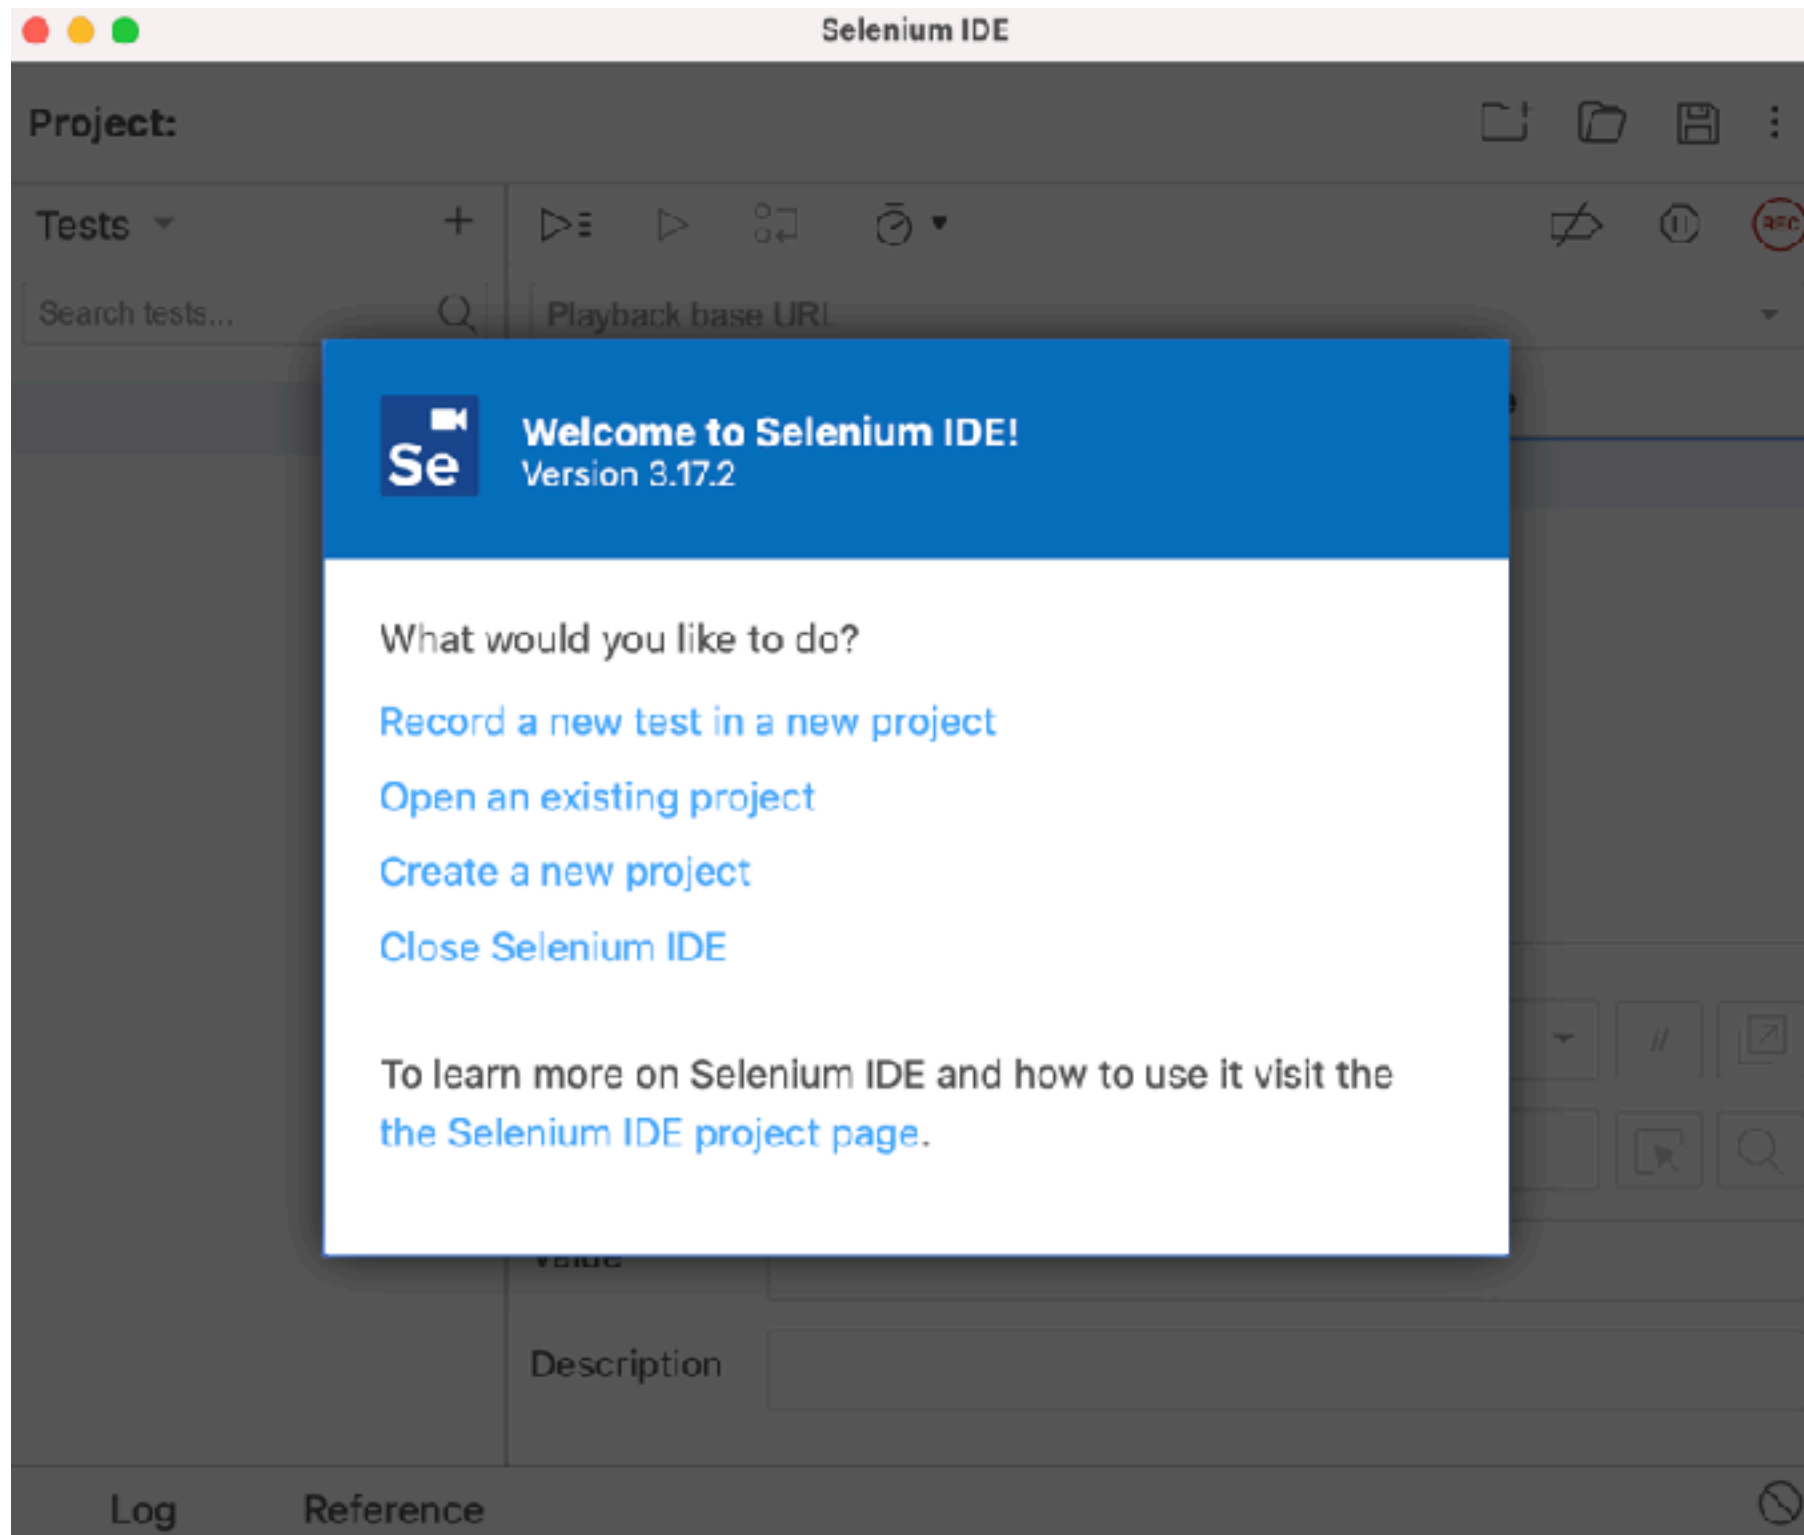 Selenium IDE
Project:
Tests
Search tests...
Playback base URL
REC
Se
Welcome to Selenium IDE!
Version 3.17.2
What would you like to do?
Record a new test in a new project
Open an existing project
Create a new project
Close Selenium IDE
//
To learn more on Selenium IDE and how to use it visit the
the Selenium IDE project page.
Value
Description
Log
Reference